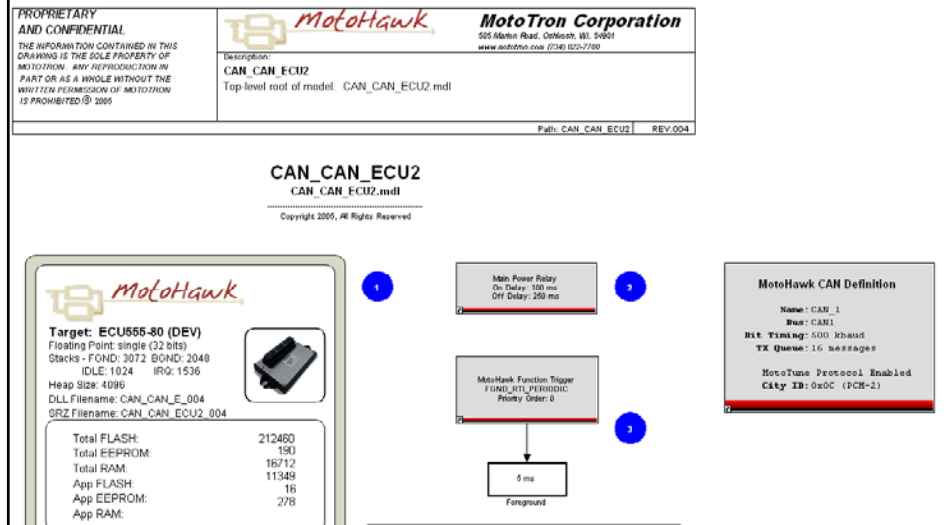 PROPRIETARY
AND CONFIDENTIAL
THE INFORMATION CONTAINED IN THIS
DRAWING IS THE SOLE PROPERTY OF
MOTOTRON. ANY REPRODUCTION IN
PART OR AS A WHOLE WITHOUT THE
WRITTEN PERMISSION OF MOTOTRON
IS PROHIBITED.© 2005
MotoHawk
MotoTron Corporation
505 Marion Road, Oshkosh, WI, 54901
www.mototron.com
Description:
CAN_CAN_ECU2
Top-level root of model: CAN_CAN_ECU2.mdl
Path: CAN_CAN_ECU2
REV.004
CAN_CAN_ECU2
CAN_CAN_ECU2.mdl
Copyright 2005, All Rights Reserved
MotoHawk
Target: ECU555-80 (DEV)
Floating Point: single (32 bits)
Stacks - FGND: 3072 BGND: 2048
IDLE: 1024 IRQ: 1536
Heap Size: 4096
DLL Filename: CAN_CAN_E_004
SRZ Filename: CAN_CAN_ECU2_004
Total FLASH: 212460
Total EEPROM: 190
Total RAM: 16712
App FLASH: 11349
App EEPROM: 16
App RAM: 278
1
Main Power Relay
On Delay: 100 ms
Off Delay: 250 ms
2
MotoHawk Function Trigger
FGND_RTI_PERIODIC
Priority Order: 0
3
5 ms
Foreground
MotoHawk CAN Definition
Name: CAN_1
Bus: CAN1
Bit Timing: 500 kbaud
TX Queue: 16 messages
MotoTune Protocol Enabled
City ID: 0x0C (PCM-2)